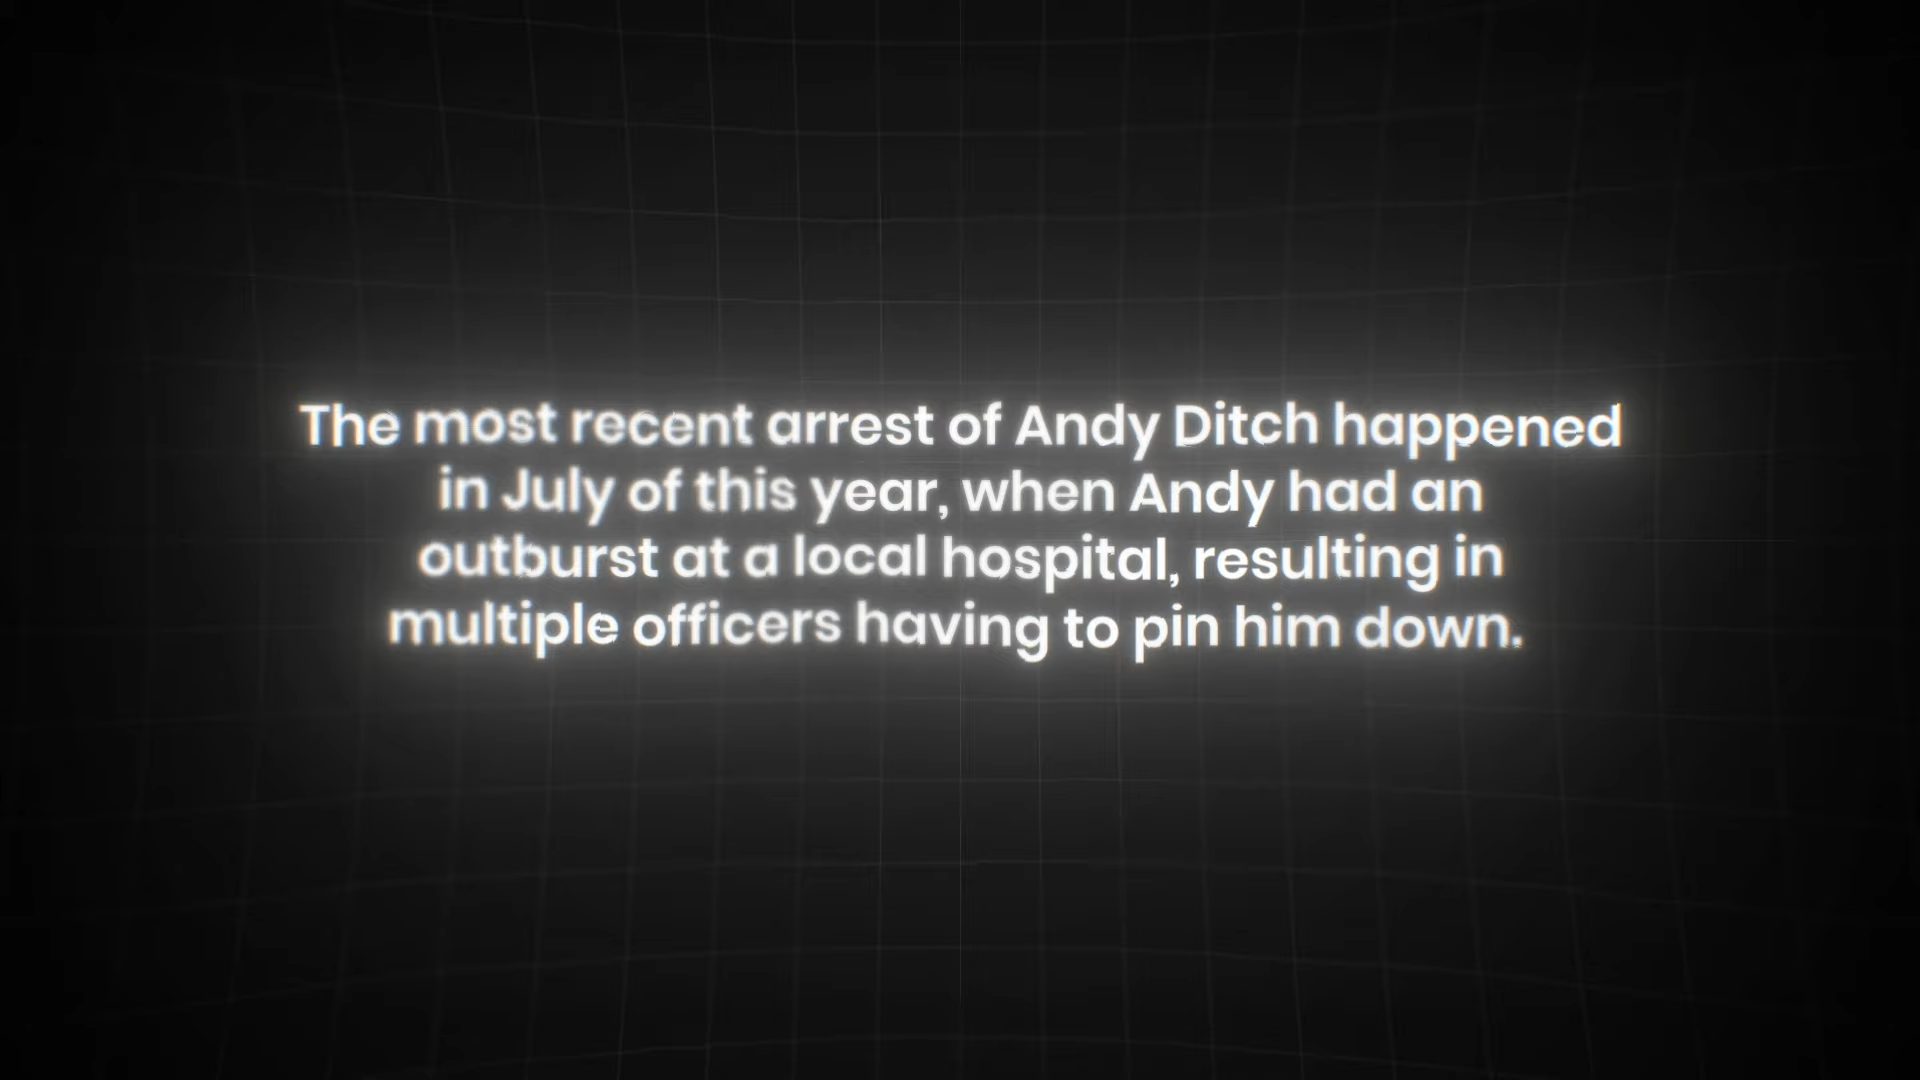 The most recent arrest of Andy Ditch happened
in July of this year, when Andy had an
outburst at a local hospital, resulting in
multiple officers having to pin him down.